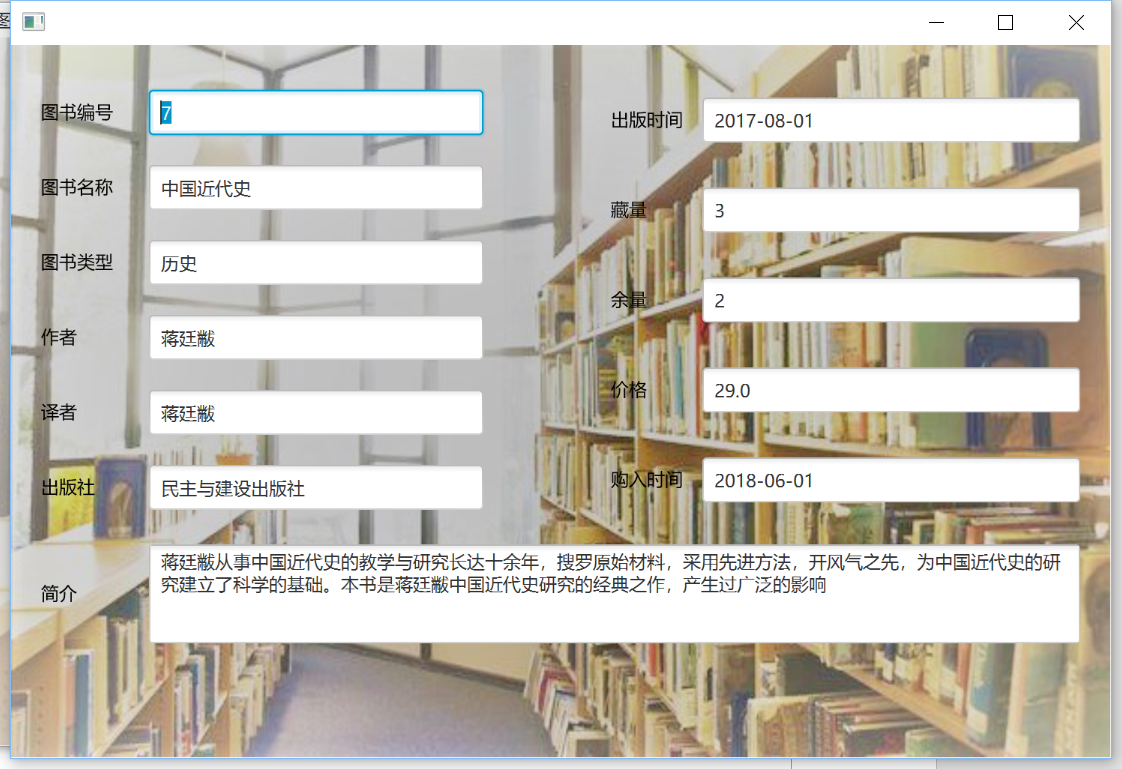 图书编号 7
图书名称 中国近代史
图书类型 历史
作者 蒋廷黻
译者 蒋廷黻
出版社 民主与建设出版社
出版时间 2017-08-01
藏量 3
余量 2
价格 29.0
购入时间 2018-06-01
简介 蒋廷黻从事中国近代史的教学与研究长达十余年，搜罗原始材料，采用先进方法，开风气之先，为中国近代史的研
究建立了科学的基础。本书是蒋廷黻中国近代史研究的经典之作，产生过广泛的影响